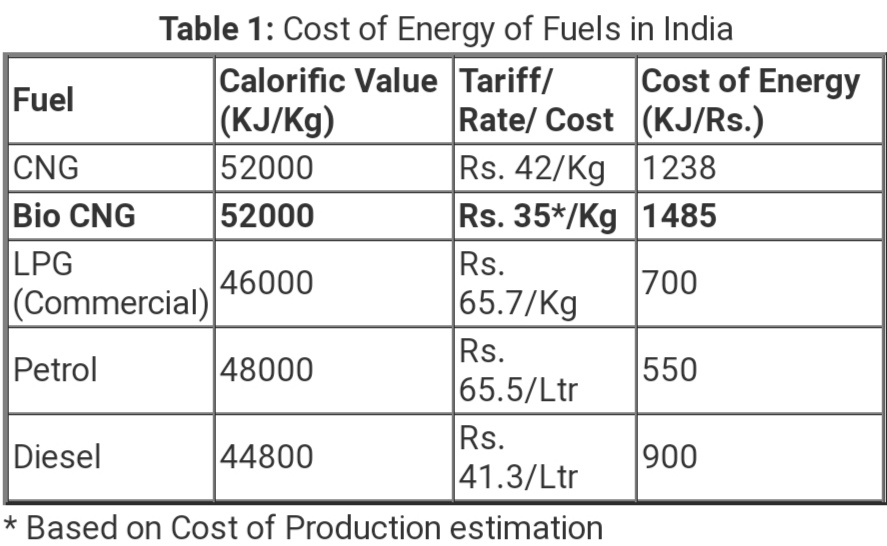 Table 1: Cost of Energy of Fuels in India
Fuel
Calorific Value
(KJ/Kg)
Tariff/
Rate/ Cost
Cost of Energy
(KJ/Rs.)
CNG
52000
Rs. 42/Kg
1238
Bio CNG
52000
Rs. 35*/Kg
1485
LPG
(Commercial)
46000
Rs.
65.7/Kg
700
Petrol
48000
Rs.
65.5/Ltr
550
Diesel
44800
Rs.
41.3/Ltr
900
* Based on Cost of Production estimation